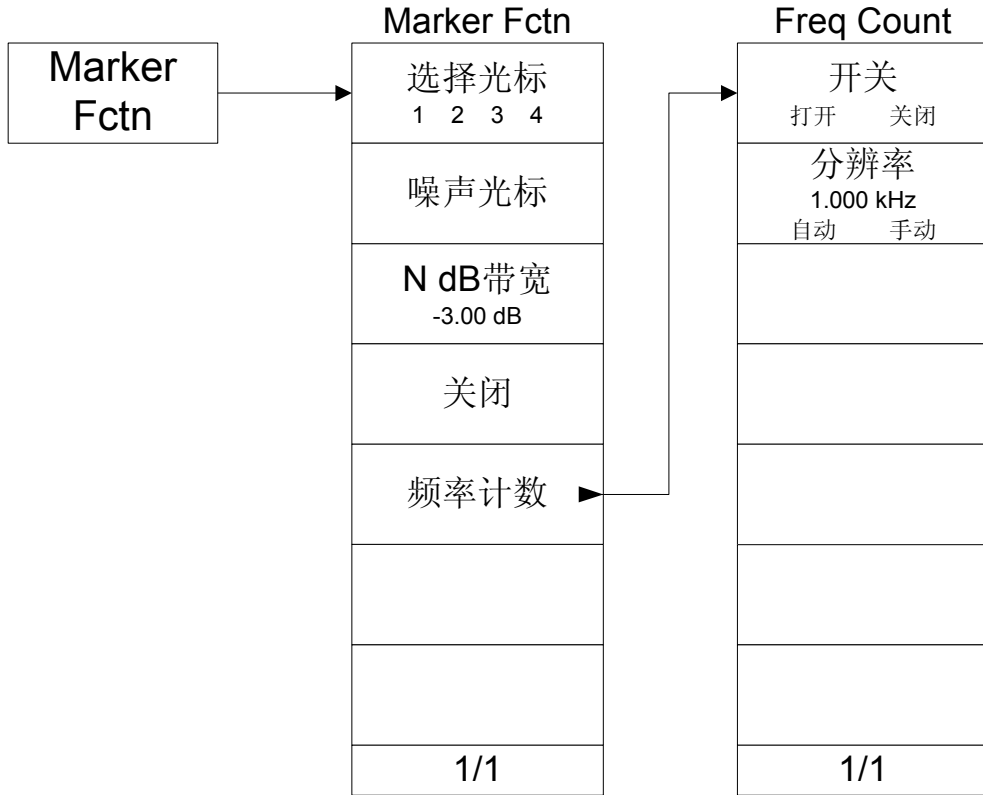 Marker
Fctn
Marker Fctn
选择光标
1 2 3 4
噪声光标
N dB带宽
-3.00 dB
关闭
频率计数
1/1
Freq Count
开关
打开 关闭
分辨率
1.000 kHz
自动 手动
1/1